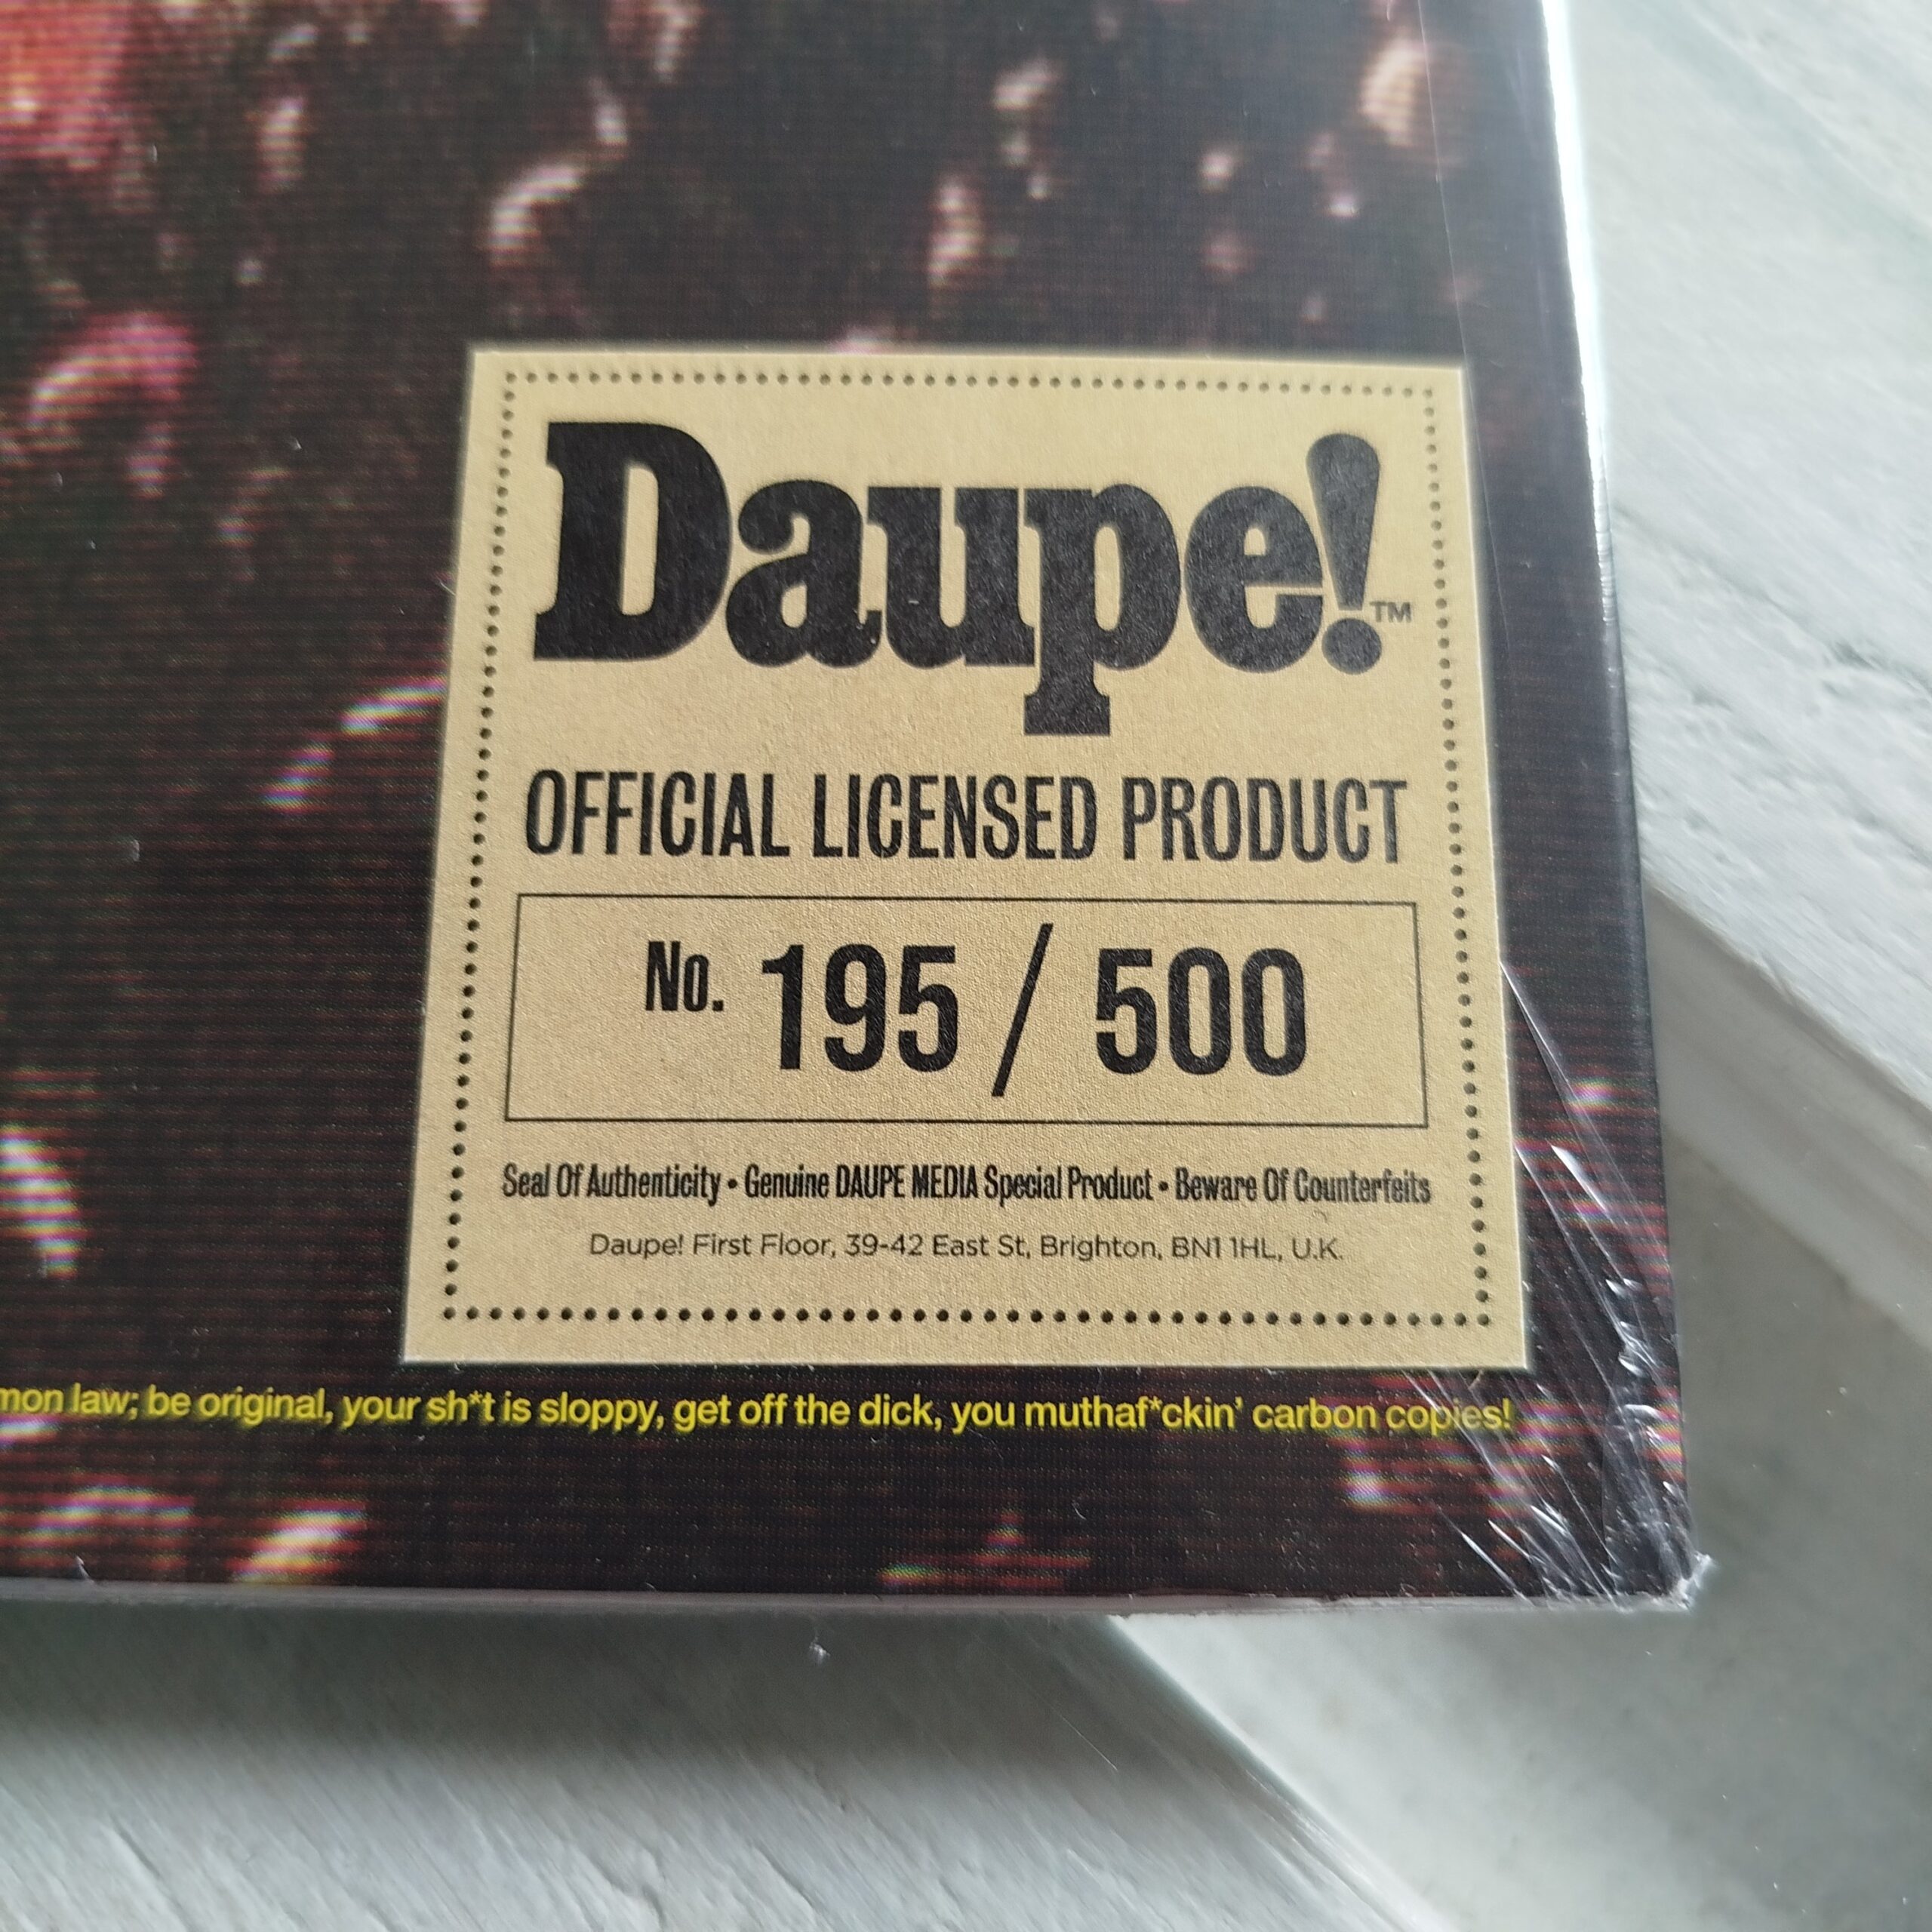 Daupe!™
OFFICIAL LICENSED PRODUCT
No. 195 / 500
Seal Of Authenticity • Genuine DAUPE MEDIA Special Product • Beware Of Counterfeits
Daupe! First Floor, 39-42 East St, Brighton, BN1 1HL, U.K.
mon law; be original, your sh*t is sloppy, get off the dick, you muthaf*ckin' carbon copies!